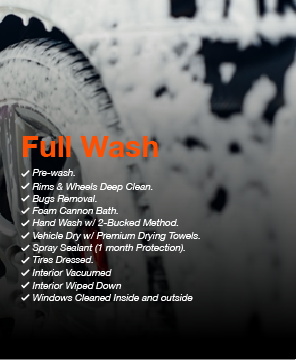 Full Wash
Pre-wash.
Rims & Wheels Deep Clean.
Bugs Removal.
Foam Cannon Bath.
Hand Wash w/ 2-Bucked Method.
Vehicle Dry w/ Premium Drying Towels.
Spray Sealant (1 month Protection).
Tires Dressed.
Interior Vacuumed
Interior Wiped Down
Windows Cleaned Inside and outside